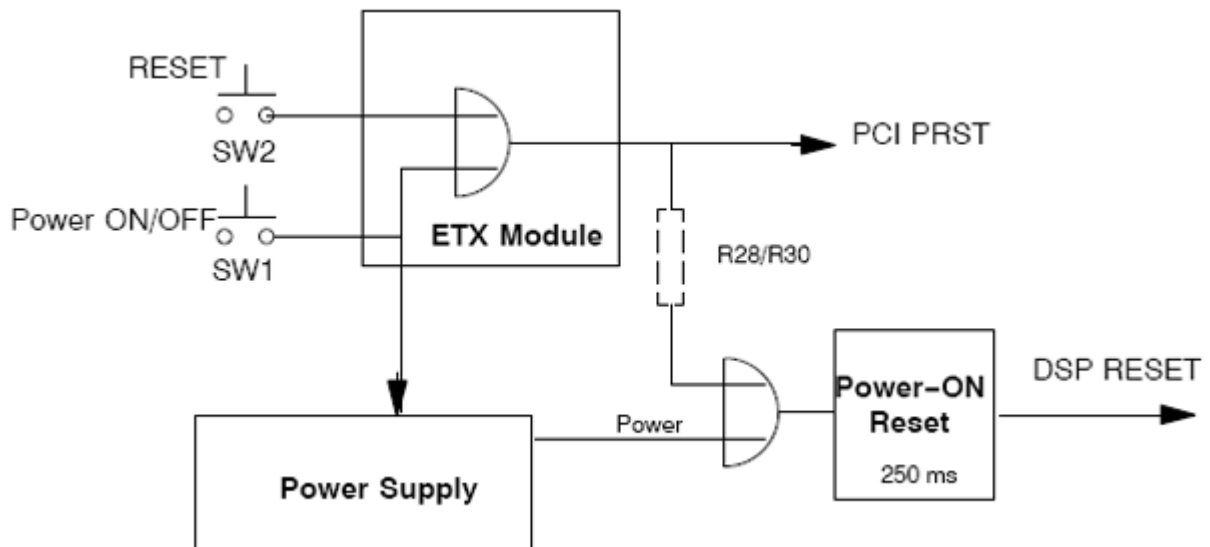 RESET
SW2
Power ON/OFF
SW1
ETX Module
PCI PRST
R28/R30
Power Supply
Power
Power-ON
Reset
250 ms
DSP RESET